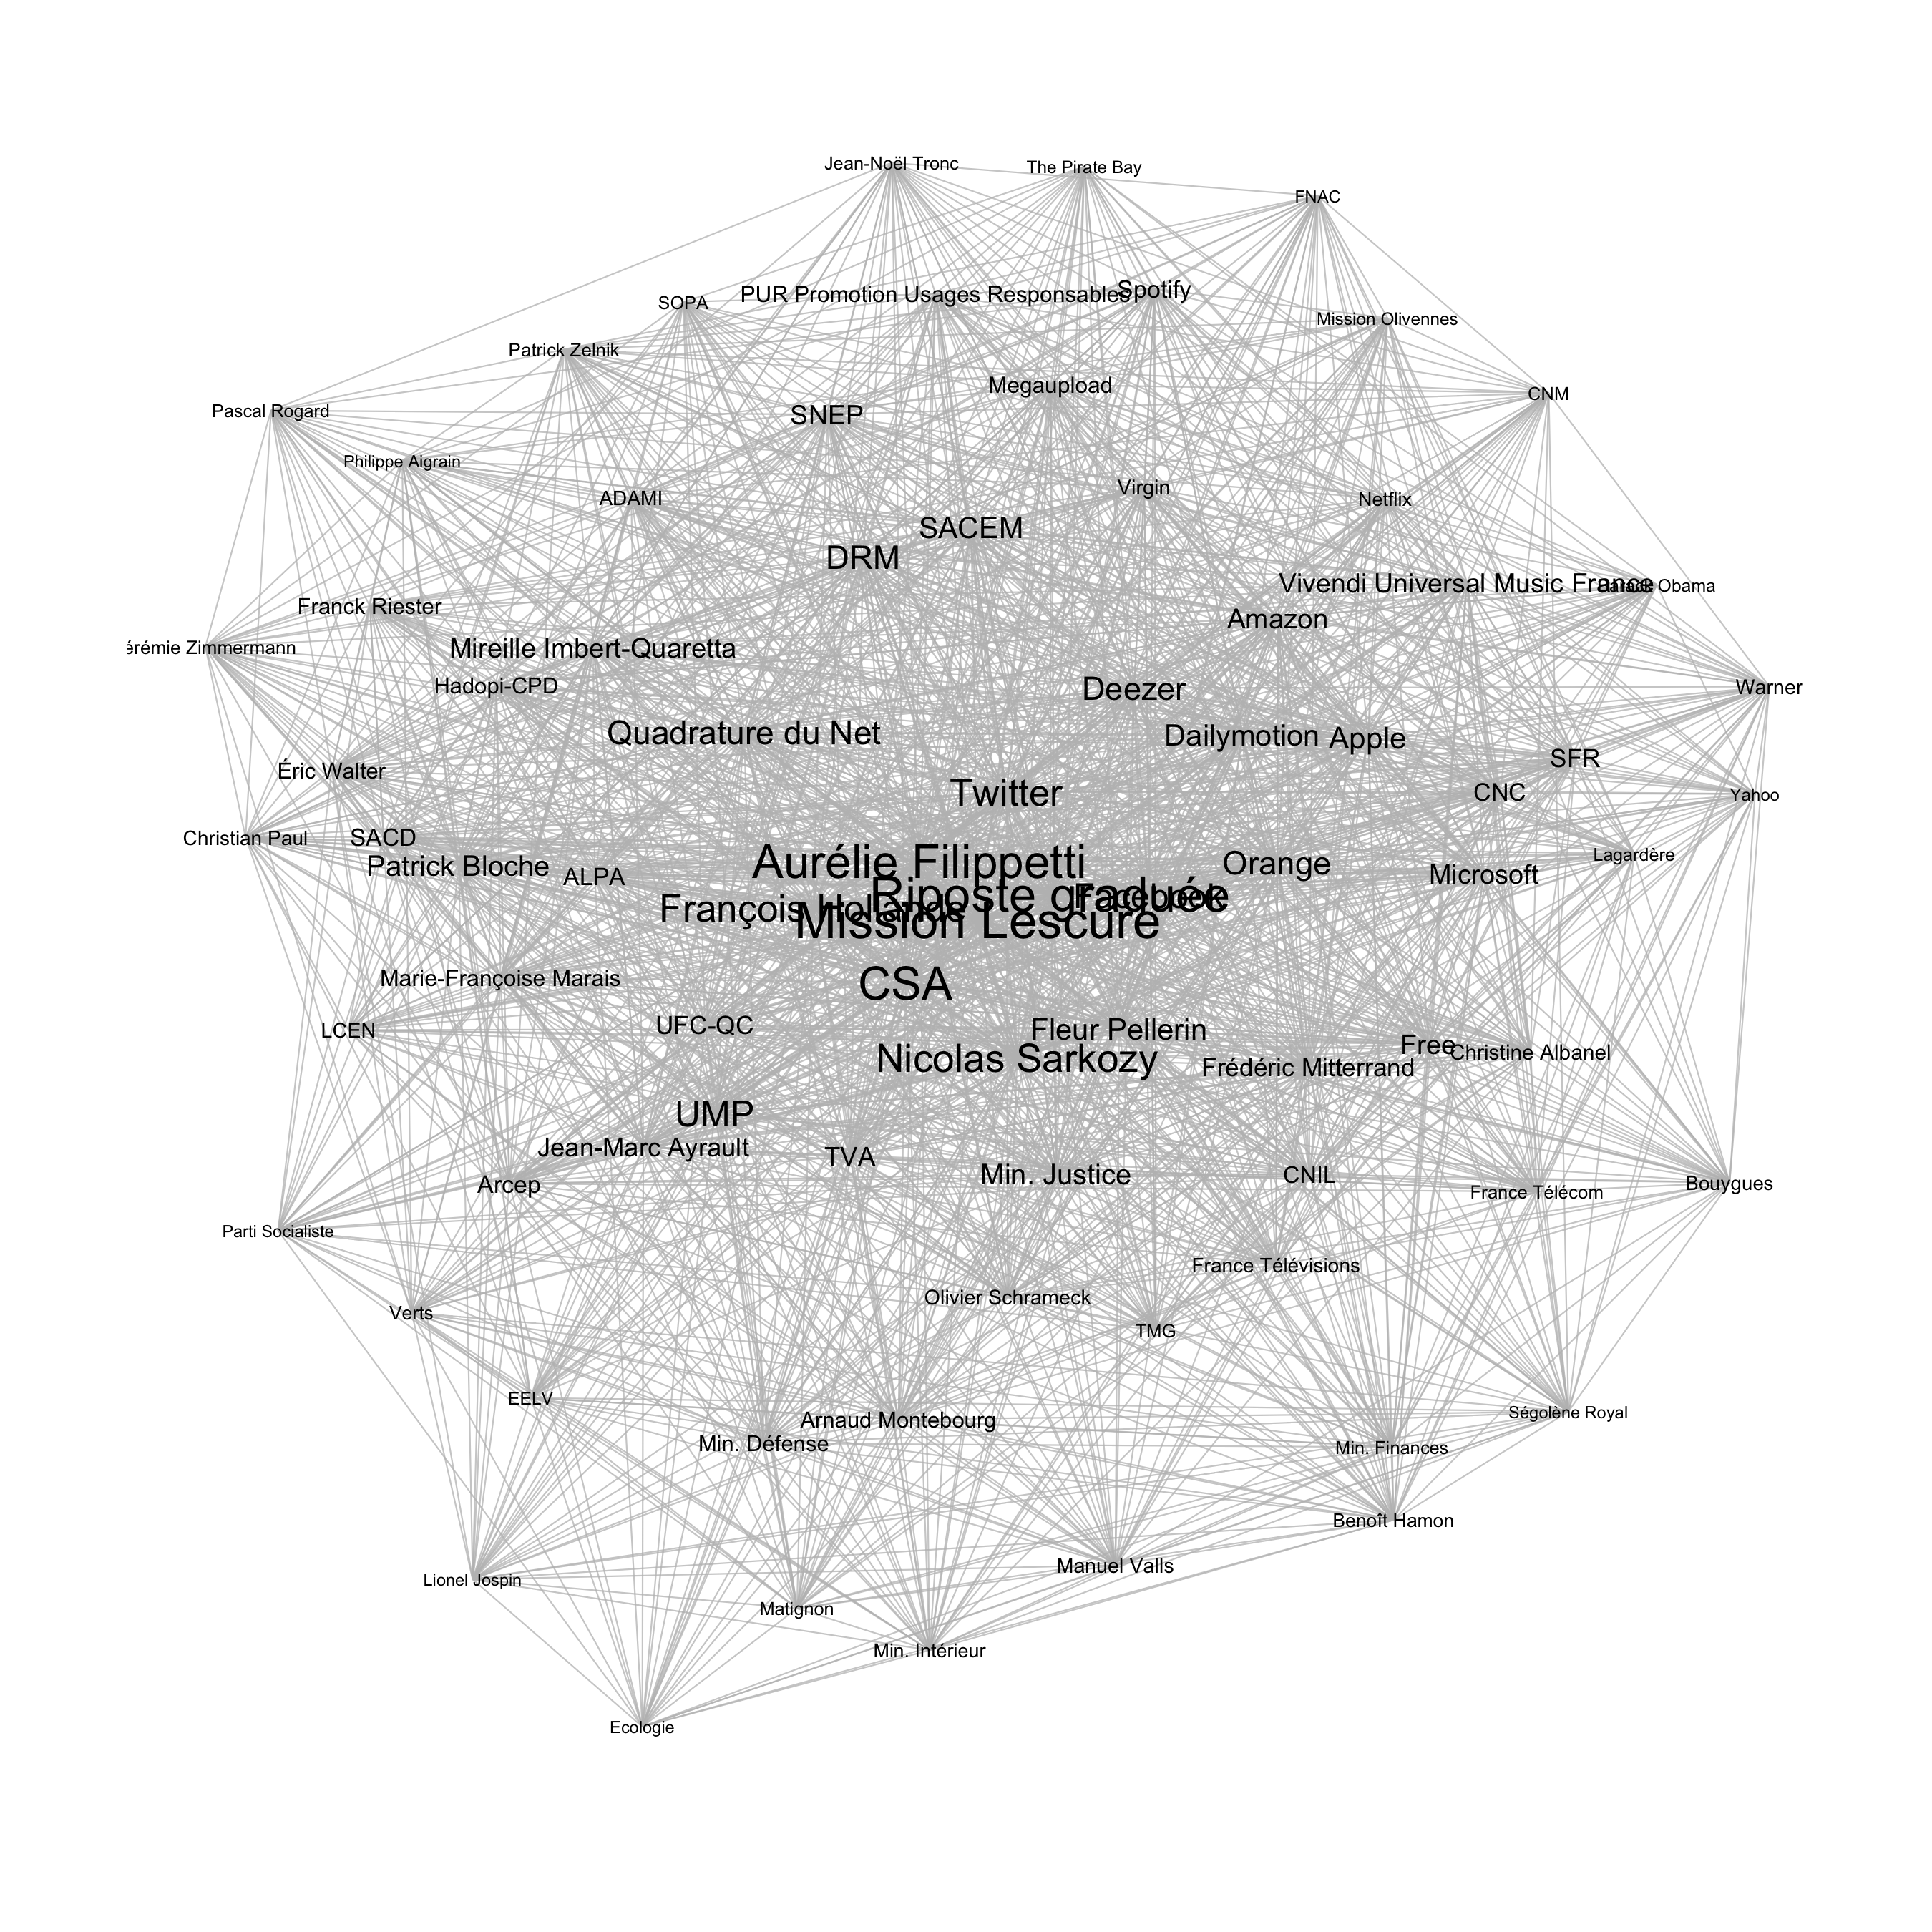 Jean-Noël Tronc
The Pirate Bay
FNAC
SOPA
PUR Promotion Usages Responsables
Spotify
Mission Olivennes
Patrick Zelnik
Megaupload
CNM
Pascal Rogard
SNEP
Philippe Aigrain
ADAMI
Virgin
Netflix
SACEM
DRM
Vivendi Universal Music France
Barack Obama
Franck Riester
Amazon
érémie Zimmermann
Mireille Imbert-Quaretta
Hadopi-CPD
Deezer
Warner
Quadrature du Net
Dailymotion
Apple
SFR
Éric Walter
Twitter
CNC
Yahoo
Christian Paul
SACD
Patrick Bloche
ALPA
Aurélie Filippetti
Orange
Lagardère
Microsoft
Riposte graduée
Facebook
François Hollande
Mission Lescure
Marie-Françoise Marais
CSA
LCEN
UFC-QC
Fleur Pellerin
Nicolas Sarkozy
Free
Christine Albanel
Frédéric Mitterrand
UMP
Jean-Marc Ayrault
TVA
Arcep
Min. Justice
CNIL
France Télécom
Bouygues
Parti Socialiste
France Télévisions
Olivier Schrameck
Verts
TMG
EELV
Arnaud Montebourg
Ségolène Royal
Min. Défense
Min. Finances
Benoît Hamon
Manuel Valls
Lionel Jospin
Matignon
Min. Intérieur
Ecologie